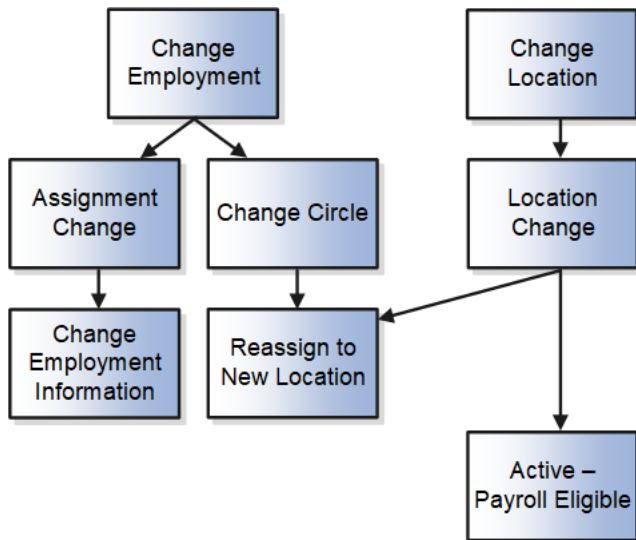 Change
Employment
Change
Location
Assignment
Change
Change Circle
Location
Change
Change
Employment
Information
Reassign to
New Location
Active –
Payroll Eligible